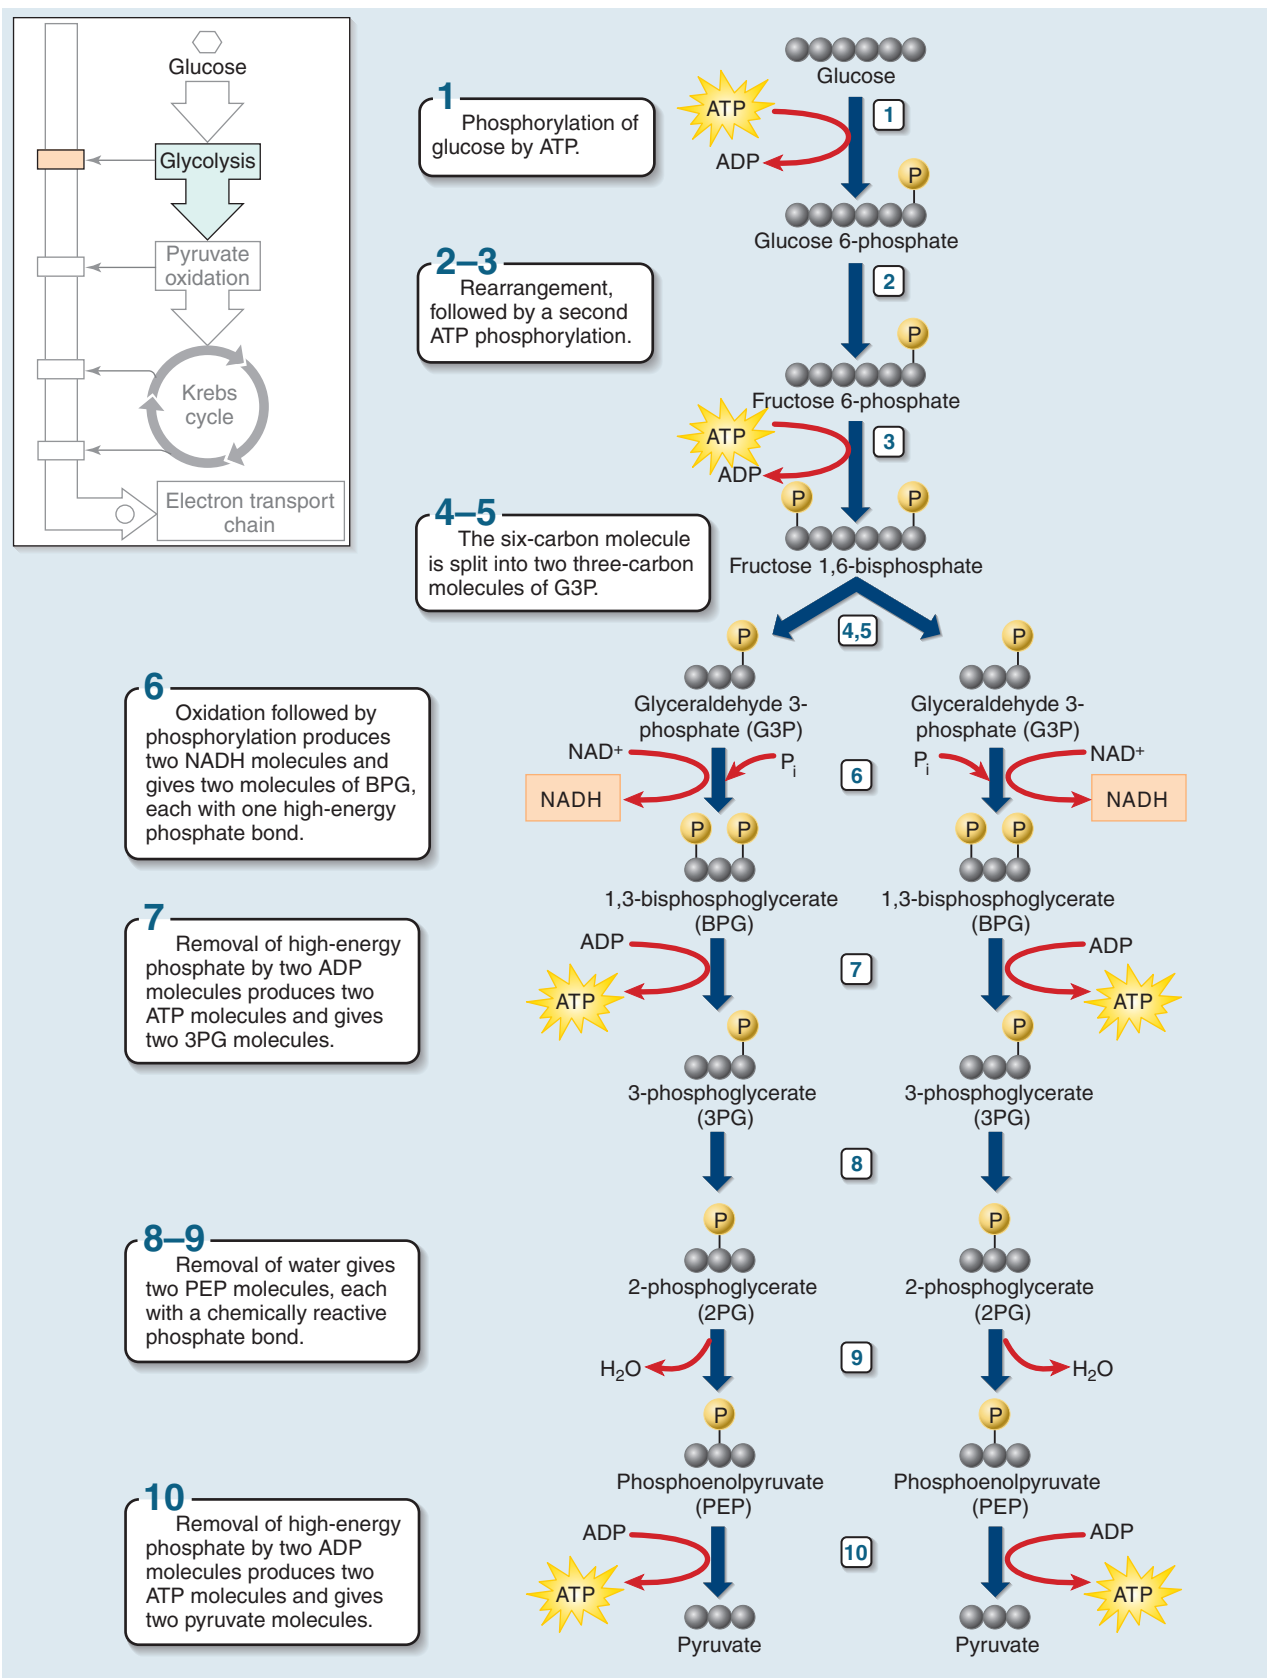 Glucose
Glycolysis
Pyruvate
oxidation
Krebs
cycle
Electron transport
chain
1
Phosphorylation of
glucose by ATP.
2–3
Rearrangement,
followed by a second
ATP phosphorylation.
4–5
The six-carbon molecule
is split into two three-carbon
molecules of G3P.
6
Oxidation followed by
phosphorylation produces
two NADH molecules and
gives two molecules of BPG,
each with one high-energy
phosphate bond.
7
Removal of high-energy
phosphate by two ADP
molecules produces two
ATP molecules and gives
two 3PG molecules.
8–9
Removal of water gives
two PEP molecules, each
with a chemically reactive
phosphate bond.
10
Removal of high-energy
phosphate by two ADP
molecules produces two
ATP molecules and gives
two pyruvate molecules.
Glucose
ATP
1
ADP
P
Glucose 6-phosphate
2
P
Fructose 6-phosphate
ATP
3
ADP
P P
Fructose 1,6-bisphosphate
4,5
P P
Glyceraldehyde 3- Glyceraldehyde 3-
phosphate (G3P) phosphate (G3P)
NAD+ Pi 6 Pi NAD+
NADH NADH
P P P P
1,3-bisphosphoglycerate 1,3-bisphosphoglycerate
(BPG) (BPG)
ADP 7 ADP
ATP ATP
P P
3-phosphoglycerate 3-phosphoglycerate
(3PG) (3PG)
8
P P
2-phosphoglycerate 2-phosphoglycerate
(2PG) (2PG)
H2O 9 H2O
P P
Phosphoenolpyruvate Phosphoenolpyruvate
(PEP) (PEP)
ADP 10 ADP
ATP ATP
Pyruvate Pyruvate